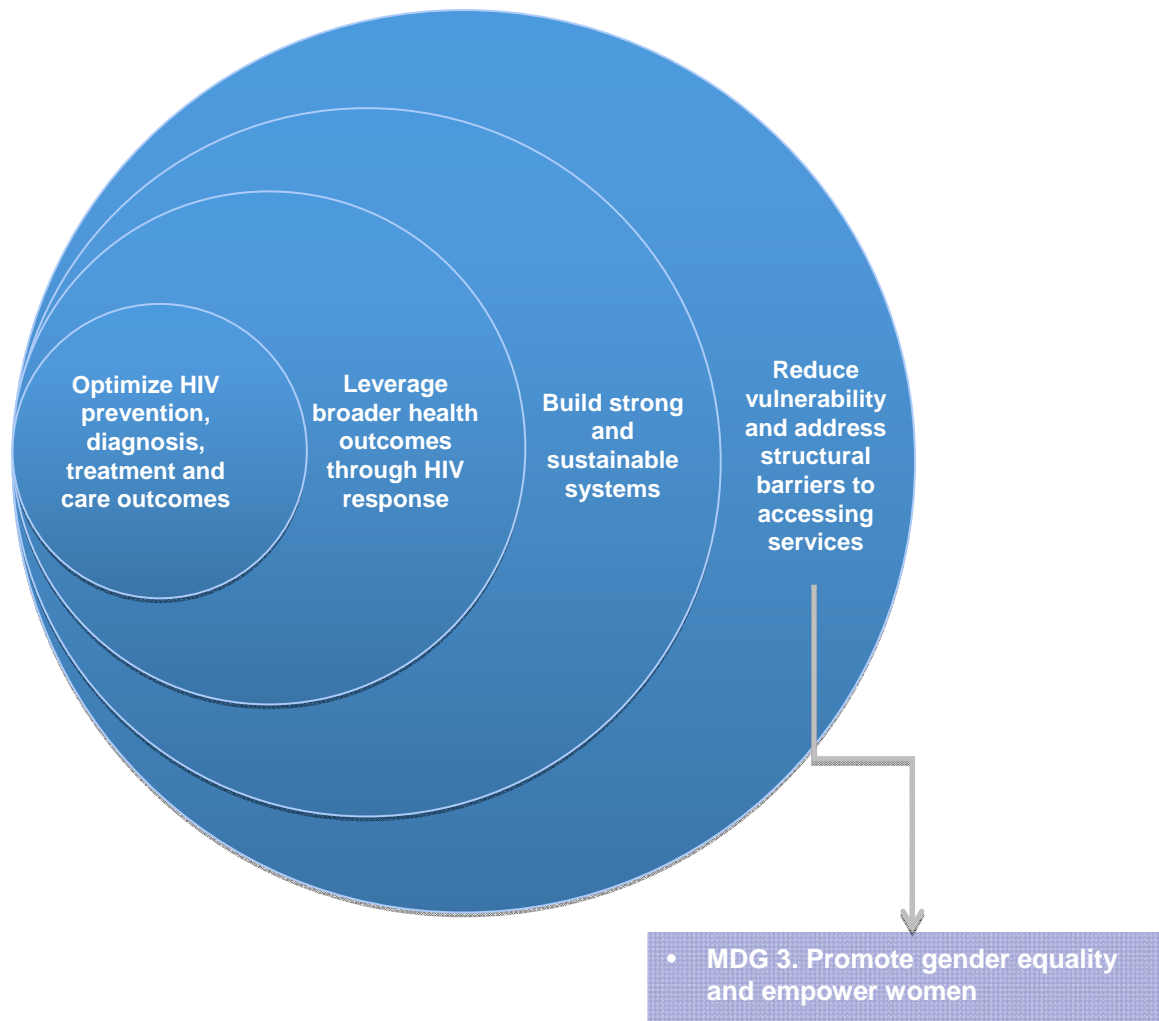 Optimize HIV
prevention,
diagnosis,
treatment and
care outcomes
Leverage
broader health
outcomes
through HIV
response
Build strong
and
sustainable
systems
Reduce
vulnerability
and address
structural
barriers to
accessing
services
• MDG 3. Promote gender equality
and empower women